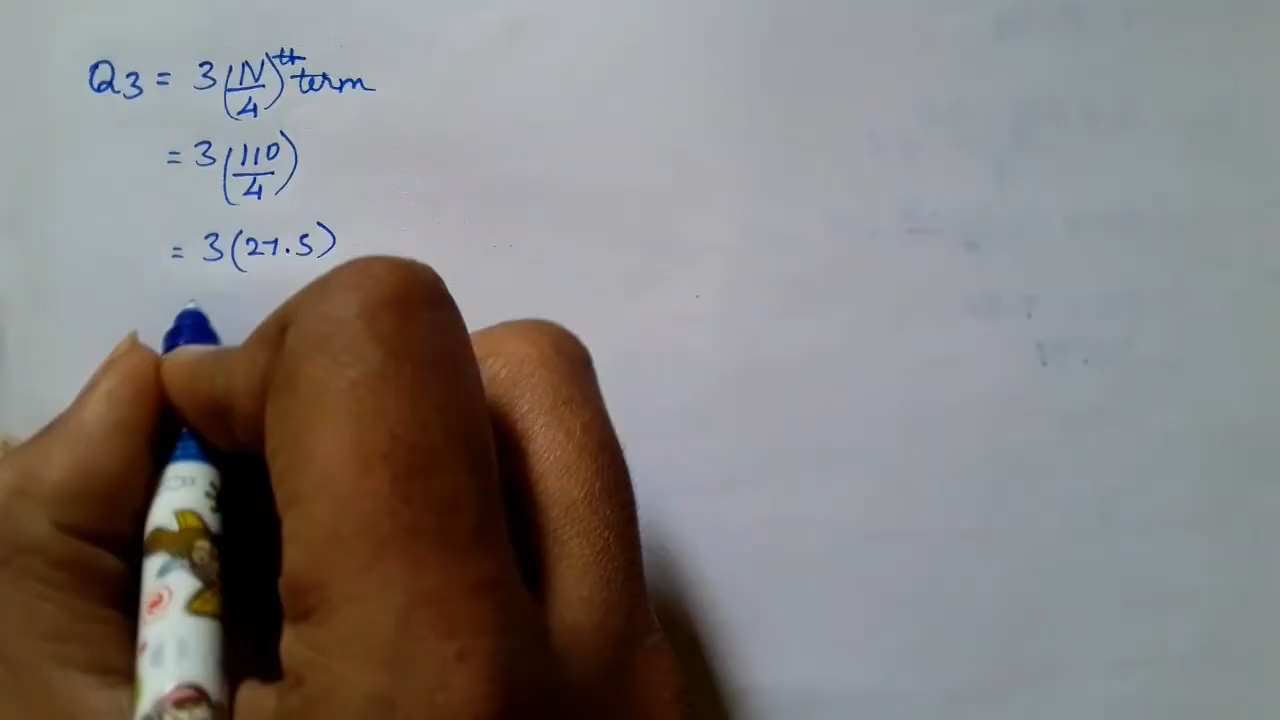 Q3 = 3(N/4)th term
= 3(110/4)
= 3(27.5)